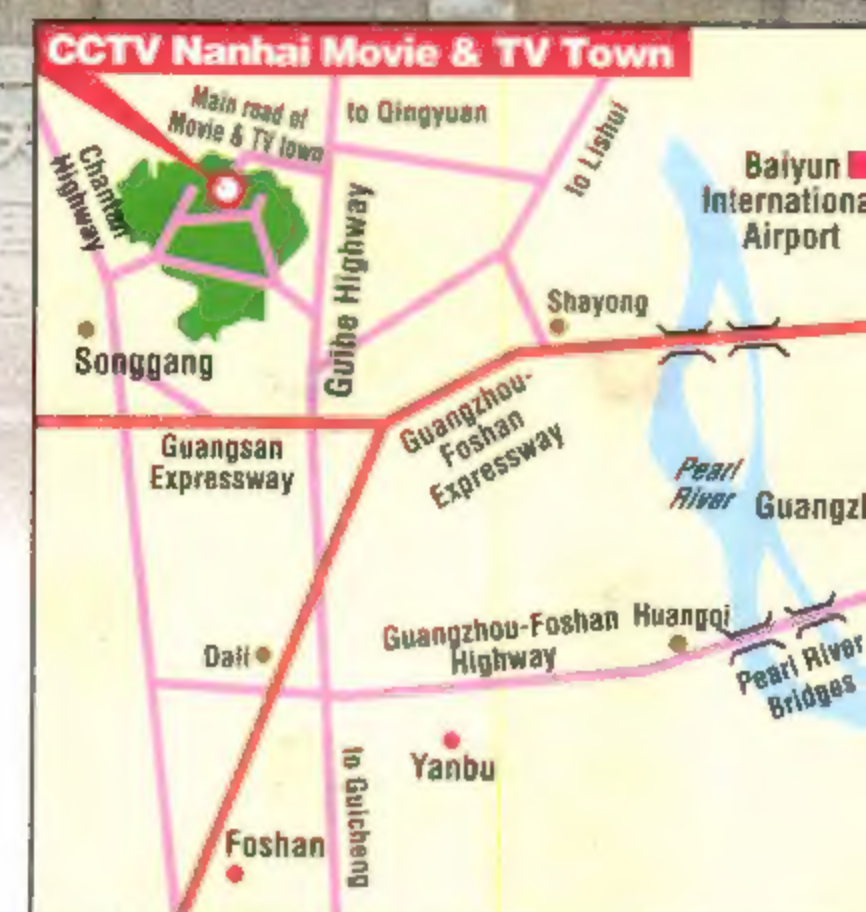 CCTV Nanhai Movie & TV Town
Main road of
Movie & TV town
to Qingyuan
to Lishui
Baiyun
Internationa
Airport
Highway
Guihe Highway
Shayong
Songgang
Guangsan
Expressway
Guangzhou-
Foshan
Expressway
Pearl
River
Guangzh
Dali
Guangzhou-Foshan
Highway
Huangqi
Pearl River
Bridges
Yanbu
to Guicheng
Foshan